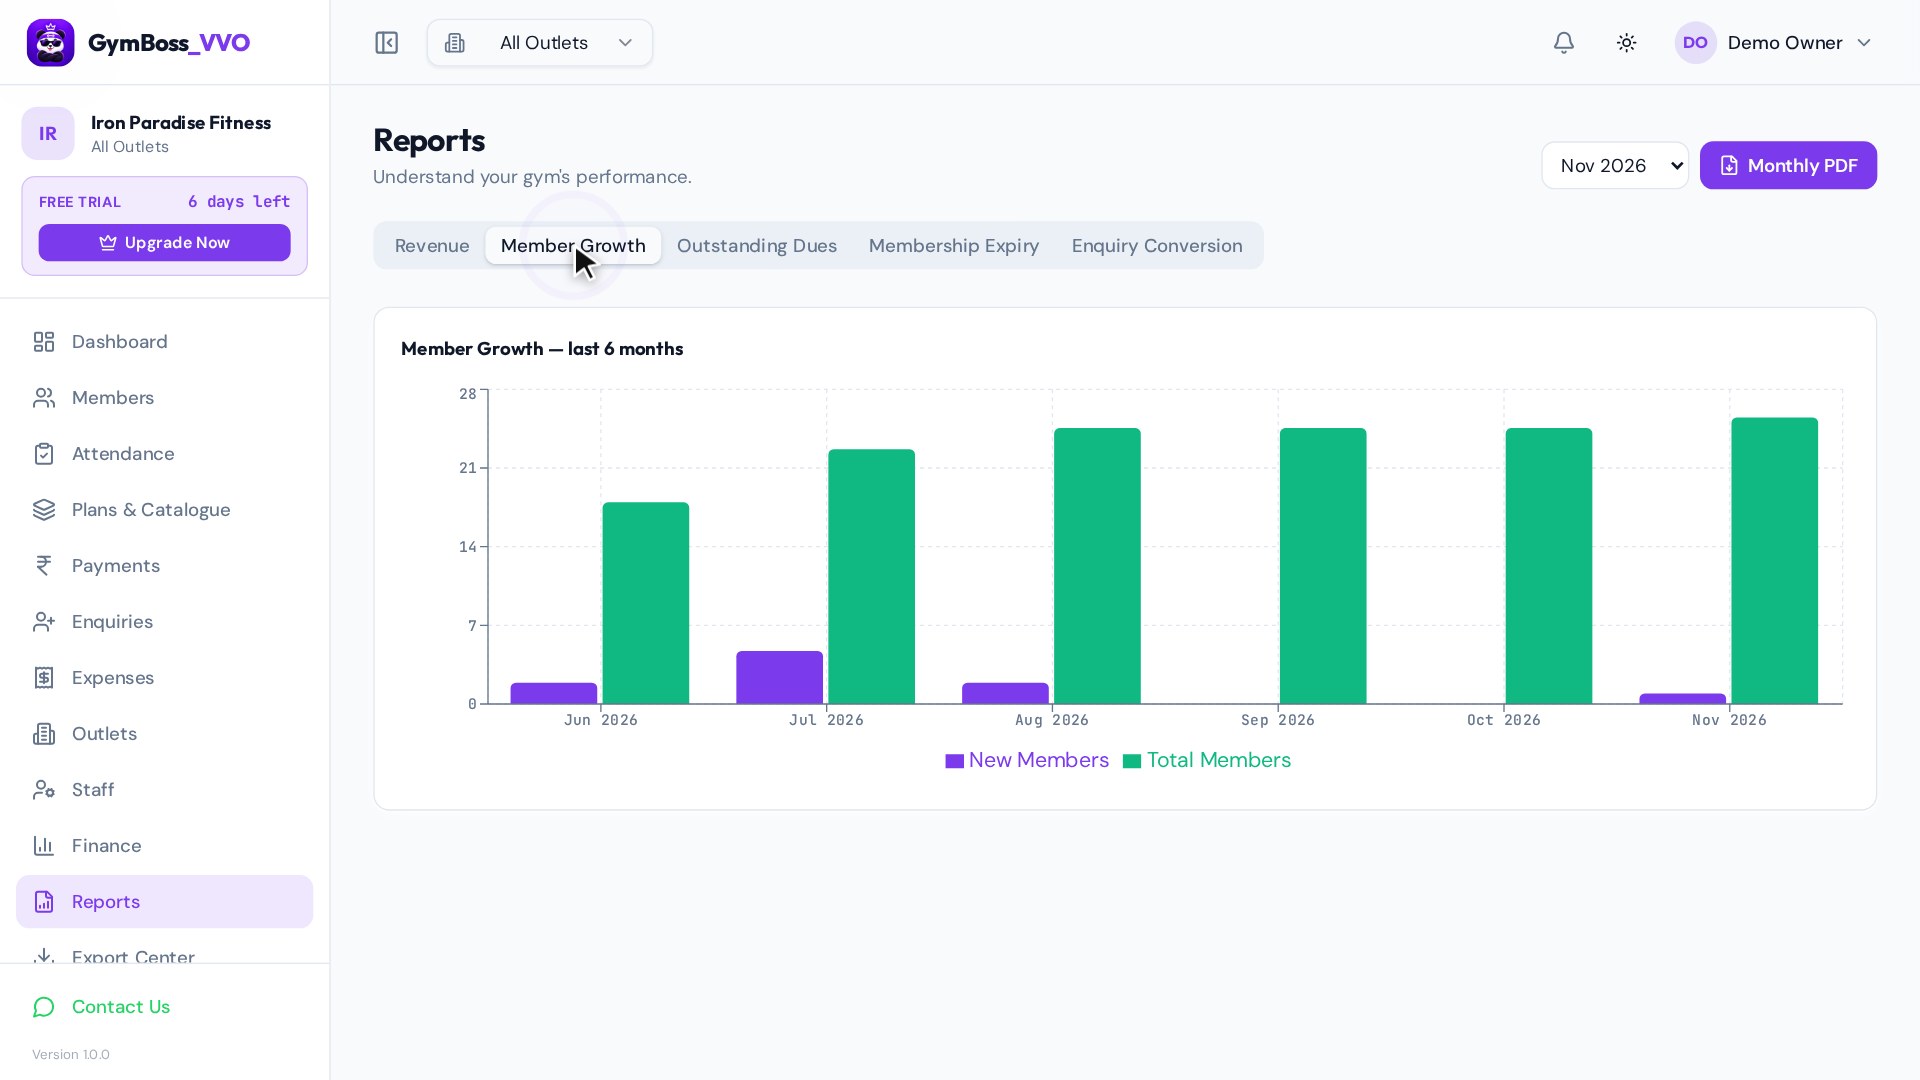 GymBoss_VVO
All Outlets
DO
Demo Owner
IR
Iron Paradise Fitness
All Outlets
FREE TRIAL
6 days left
Upgrade Now
Dashboard
Members
Attendance
Plans & Catalogue
Payments
Enquiries
Expenses
Outlets
Staff
Finance
Reports
Export Center
Contact Us
Version 1.0.0
Reports
Understand your gym's performance.
Nov 2026
Monthly PDF
Revenue
Member Growth
Outstanding Dues
Membership Expiry
Enquiry Conversion
Member Growth — last 6 months
28
21
14
7
0
Jun 2026
Jul 2026
Aug 2026
Sep 2026
Oct 2026
Nov 2026
New Members
Total Members